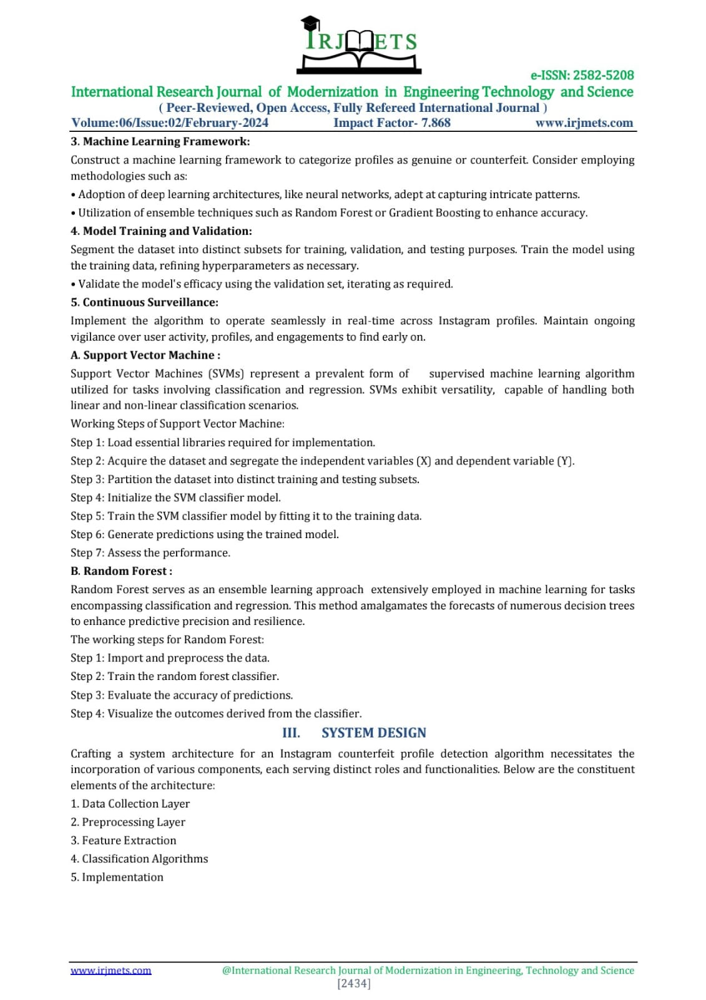 IRJMETS
e-ISSN: 2582-5208
International Research Journal of Modernization in Engineering Technology and Science
( Peer-Reviewed, Open Access, Fully Refereed International Journal )
Volume:06/Issue:02/February-2024 Impact Factor- 7.868 www.irjmets.com
3. Machine Learning Framework:
Construct a machine learning framework to categorize profiles as genuine or counterfeit. Consider employing
methodologies such as:
• Adoption of deep learning architectures, like neural networks, adept at capturing intricate patterns.
• Utilization of ensemble techniques such as Random Forest or Gradient Boosting to enhance accuracy.
4. Model Training and Validation:
Segment the dataset into distinct subsets for training, validation, and testing purposes. Train the model using
the training data, refining hyperparameters as necessary.
• Validate the model's efficacy using the validation set, iterating as required.
5. Continuous Surveillance:
Implement the algorithm to operate seamlessly in real-time across Instagram profiles. Maintain ongoing
vigilance over user activity, profiles, and engagements to find early on.
A. Support Vector Machine :
Support Vector Machines (SVMs) represent a prevalent form of supervised machine learning algorithm
utilized for tasks involving classification and regression. SVMs exhibit versatility, capable of handling both
linear and non-linear classification scenarios.
Working Steps of Support Vector Machine:
Step 1: Load essential libraries required for implementation.
Step 2: Acquire the dataset and segregate the independent variables (X) and dependent variable (Y).
Step 3: Partition the dataset into distinct training and testing subsets.
Step 4: Initialize the SVM classifier model.
Step 5: Train the SVM classifier model by fitting it to the training data.
Step 6: Generate predictions using the trained model.
Step 7: Assess the performance.
B. Random Forest :
Random Forest serves as an ensemble learning approach extensively employed in machine learning for tasks
encompassing classification and regression. This method amalgamates the forecasts of numerous decision trees
to enhance predictive precision and resilience.
The working steps for Random Forest:
Step 1: Import and preprocess the data.
Step 2: Train the random forest classifier.
Step 3: Evaluate the accuracy of predictions.
Step 4: Visualize the outcomes derived from the classifier.
III. SYSTEM DESIGN
Crafting a system architecture for an Instagram counterfeit profile detection algorithm necessitates the
incorporation of various components, each serving distinct roles and functionalities. Below are the constituent
elements of the architecture:
1. Data Collection Layer
2. Preprocessing Layer
3. Feature Extraction
4. Classification Algorithms
5. Implementation
www.irjmets.com @International Research Journal of Modernization in Engineering, Technology and Science
[2434]